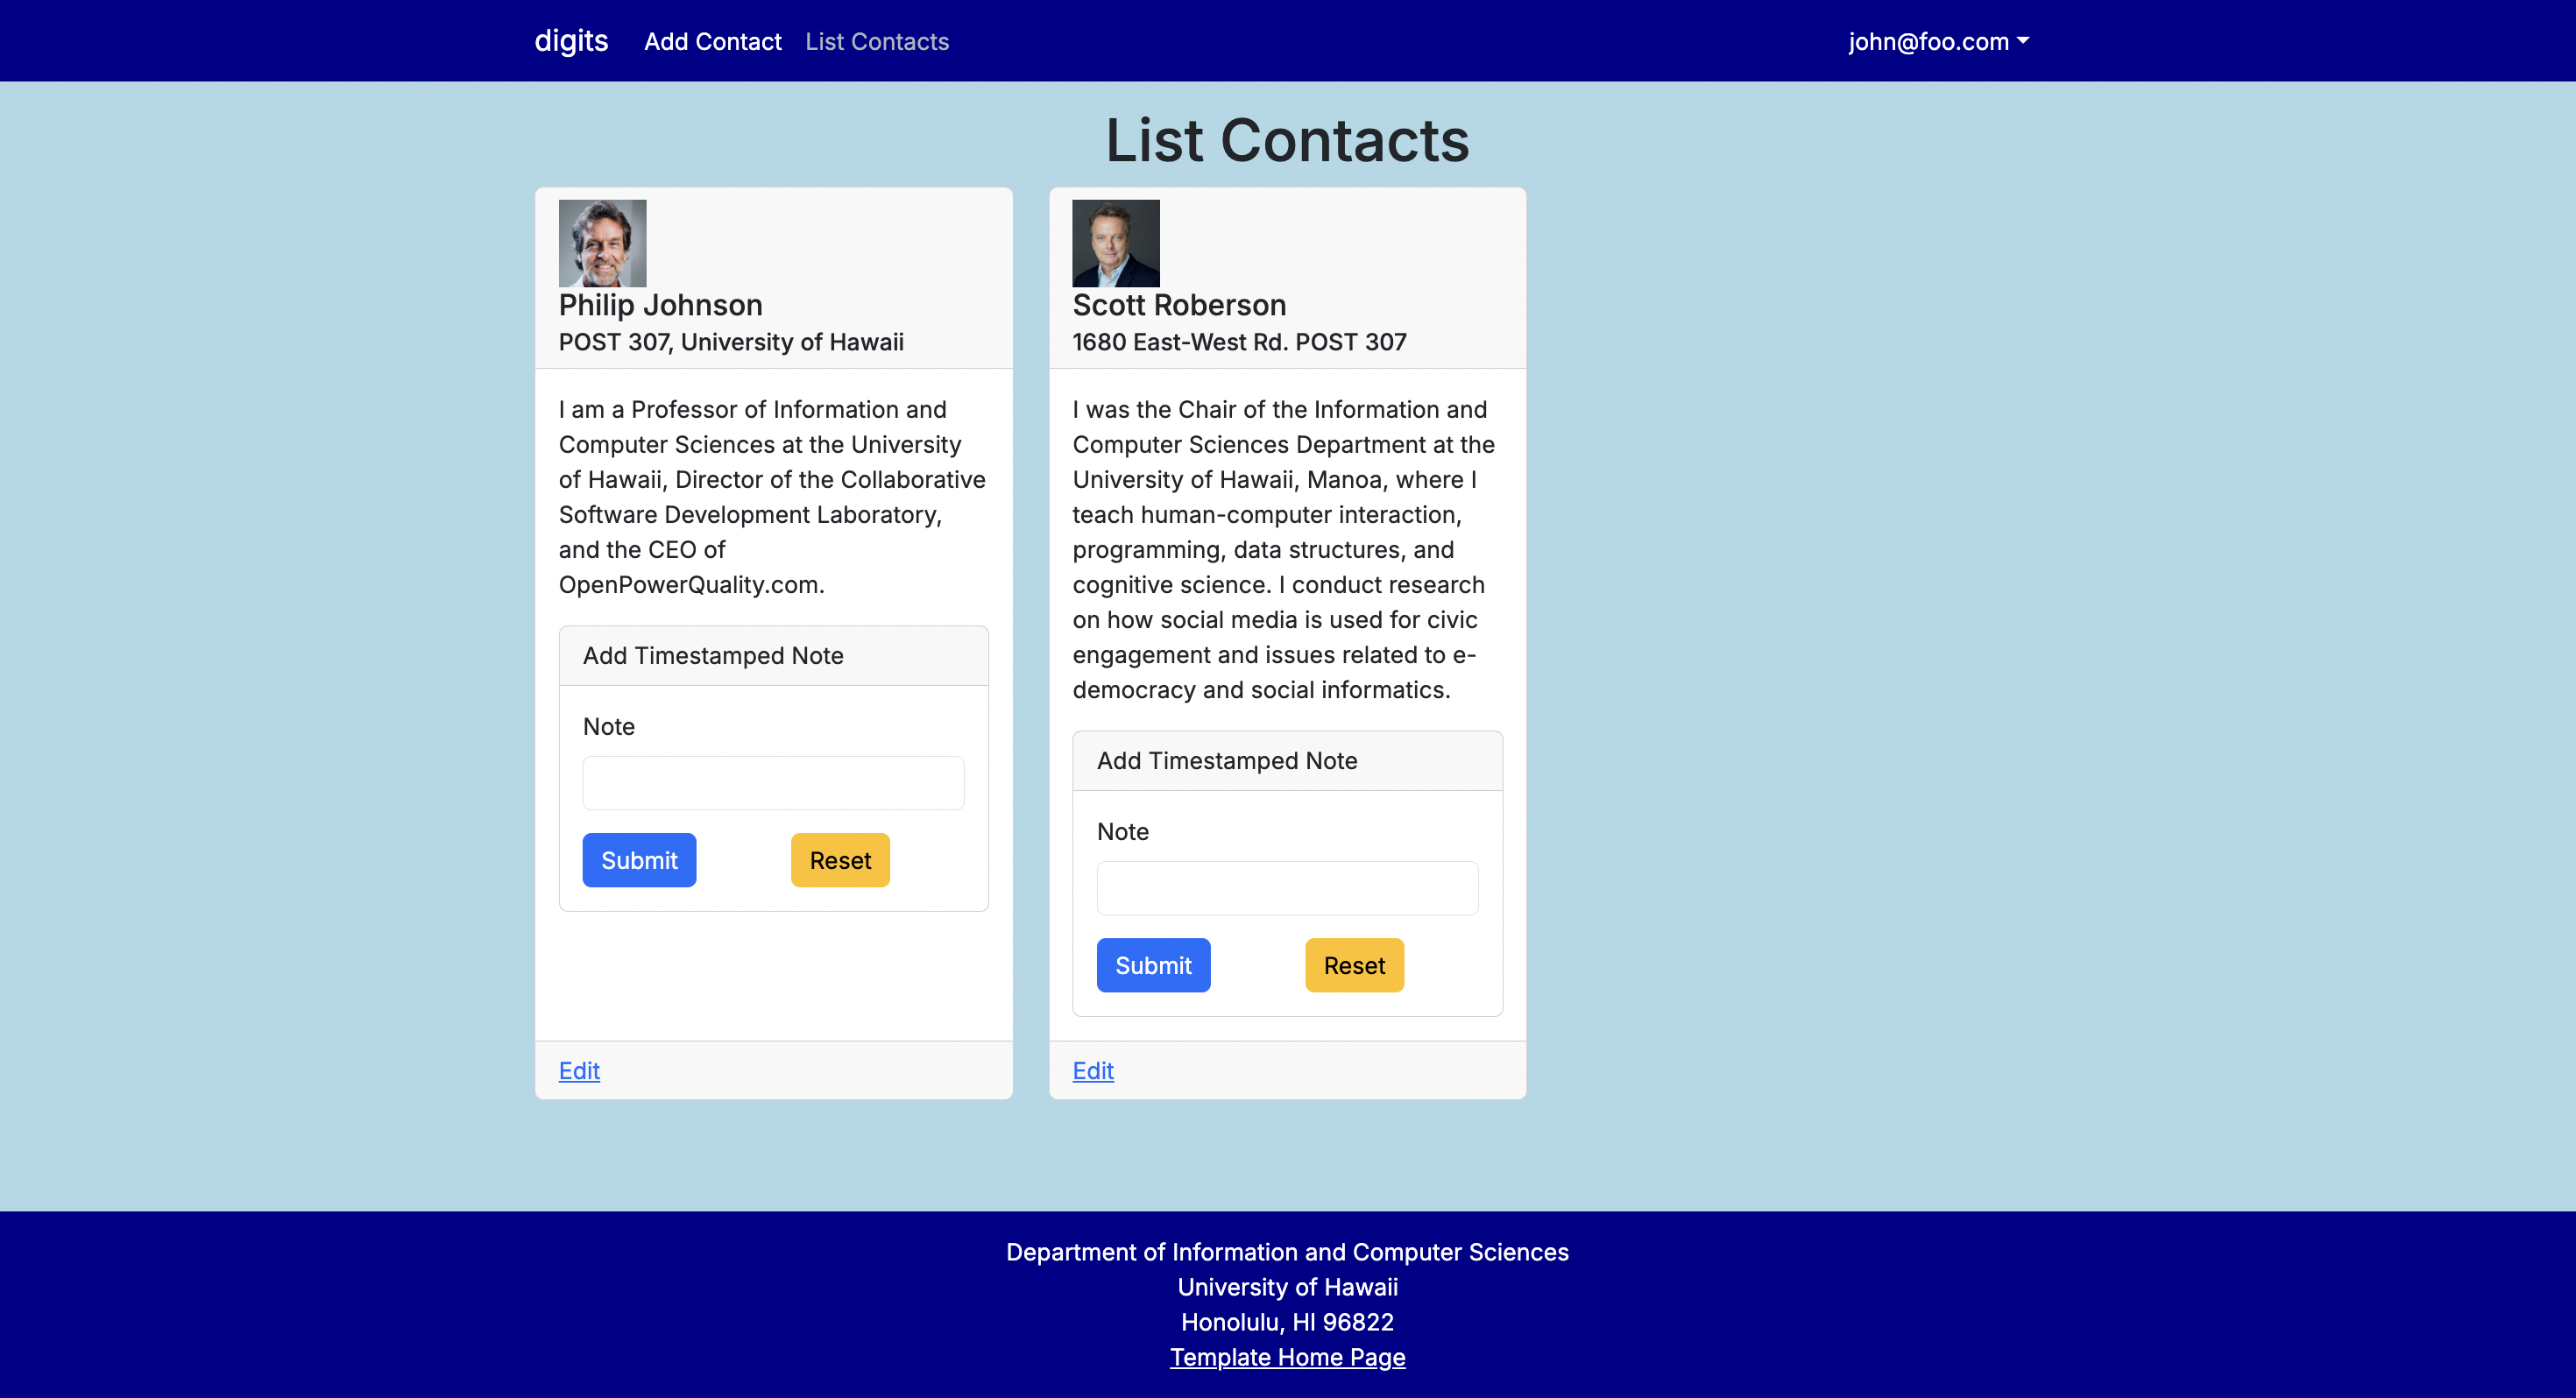 digits Add Contact List Contacts john@foo.com
List Contacts
Philip Johnson
POST 307, University of Hawaii
I am a Professor of Information and
Computer Sciences at the University
of Hawaii, Director of the Collaborative
Software Development Laboratory,
and the CEO of
OpenPowerQuality.com.
Add Timestamped Note
Note
Submit Reset
Edit
Scott Roberson
1680 East-West Rd. POST 307
I was the Chair of the Information and
Computer Sciences Department at the
University of Hawaii, Manoa, where I
teach human-computer interaction,
programming, data structures, and
cognitive science. I conduct research
on how social media is used for civic
engagement and issues related to e-
democracy and social informatics.
Add Timestamped Note
Note
Submit Reset
Edit
Department of Information and Computer Sciences
University of Hawaii
Honolulu, HI 96822
Template Home Page